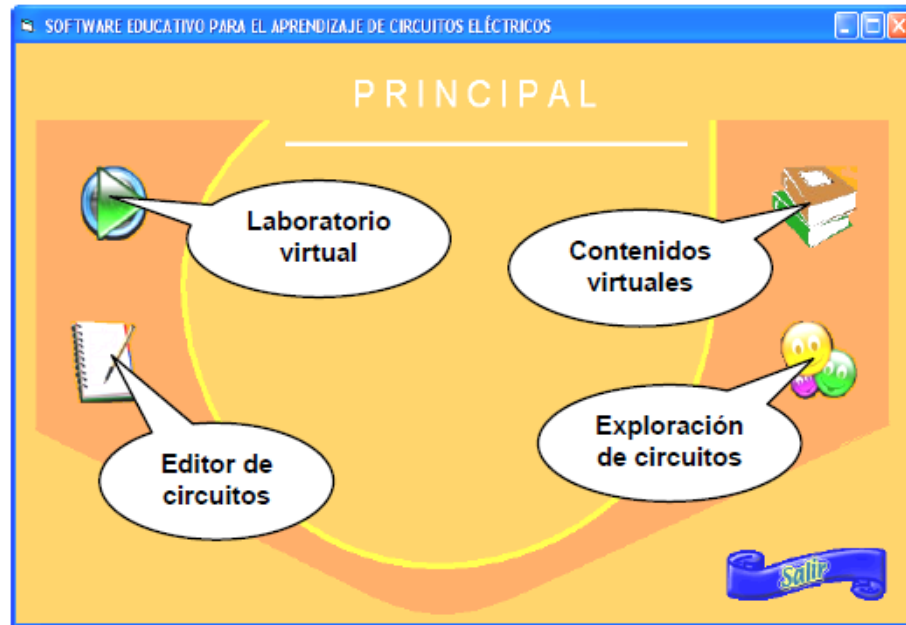 SOFTWARE EDUCATIVO PARA EL APRENDIZAJE DE CIRCUITOS ELÉCTRICOS
PRINCIPAL
Laboratorio
virtual
Contenidos
virtuales
Editor de
circuitos
Exploración
de circuitos
Salir